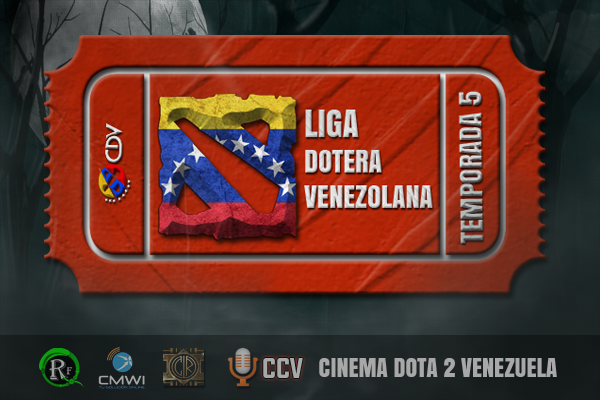 CDV
LIGA
DOTERA
VENEZOLANA
TEMPORADA 5
RF
CMWI
CCV
CINEMA DOTA 2 VENEZUELA